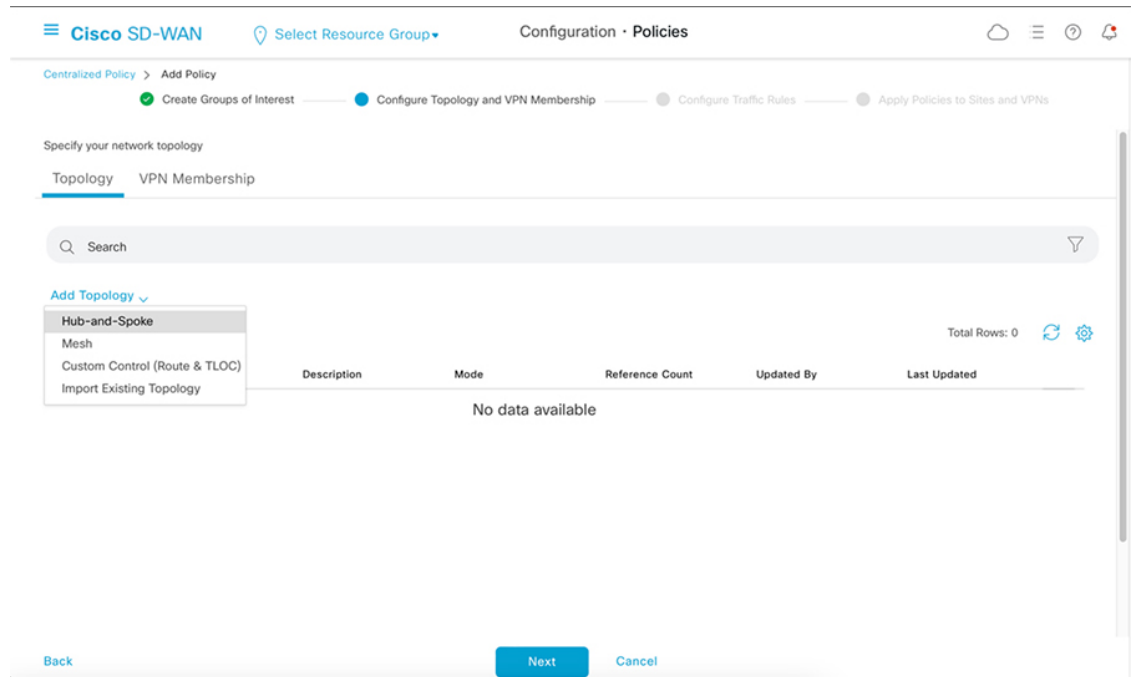 Cisco SD-WAN Select Resource Group Configuration · Policies
Centralized Policy > Add Policy
Create Groups of Interest Configure Topology and VPN Membership Configure Traffic Rules Apply Policies to Sites and VPNs
Specify your network topology
Topology VPN Membership
Search
Add Topology
Hub-and-Spoke
Mesh
Custom Control (Route & TLOC)
Import Existing Topology
Total Rows: 0
Description Mode Reference Count Updated By Last Updated
No data available
Back Next Cancel